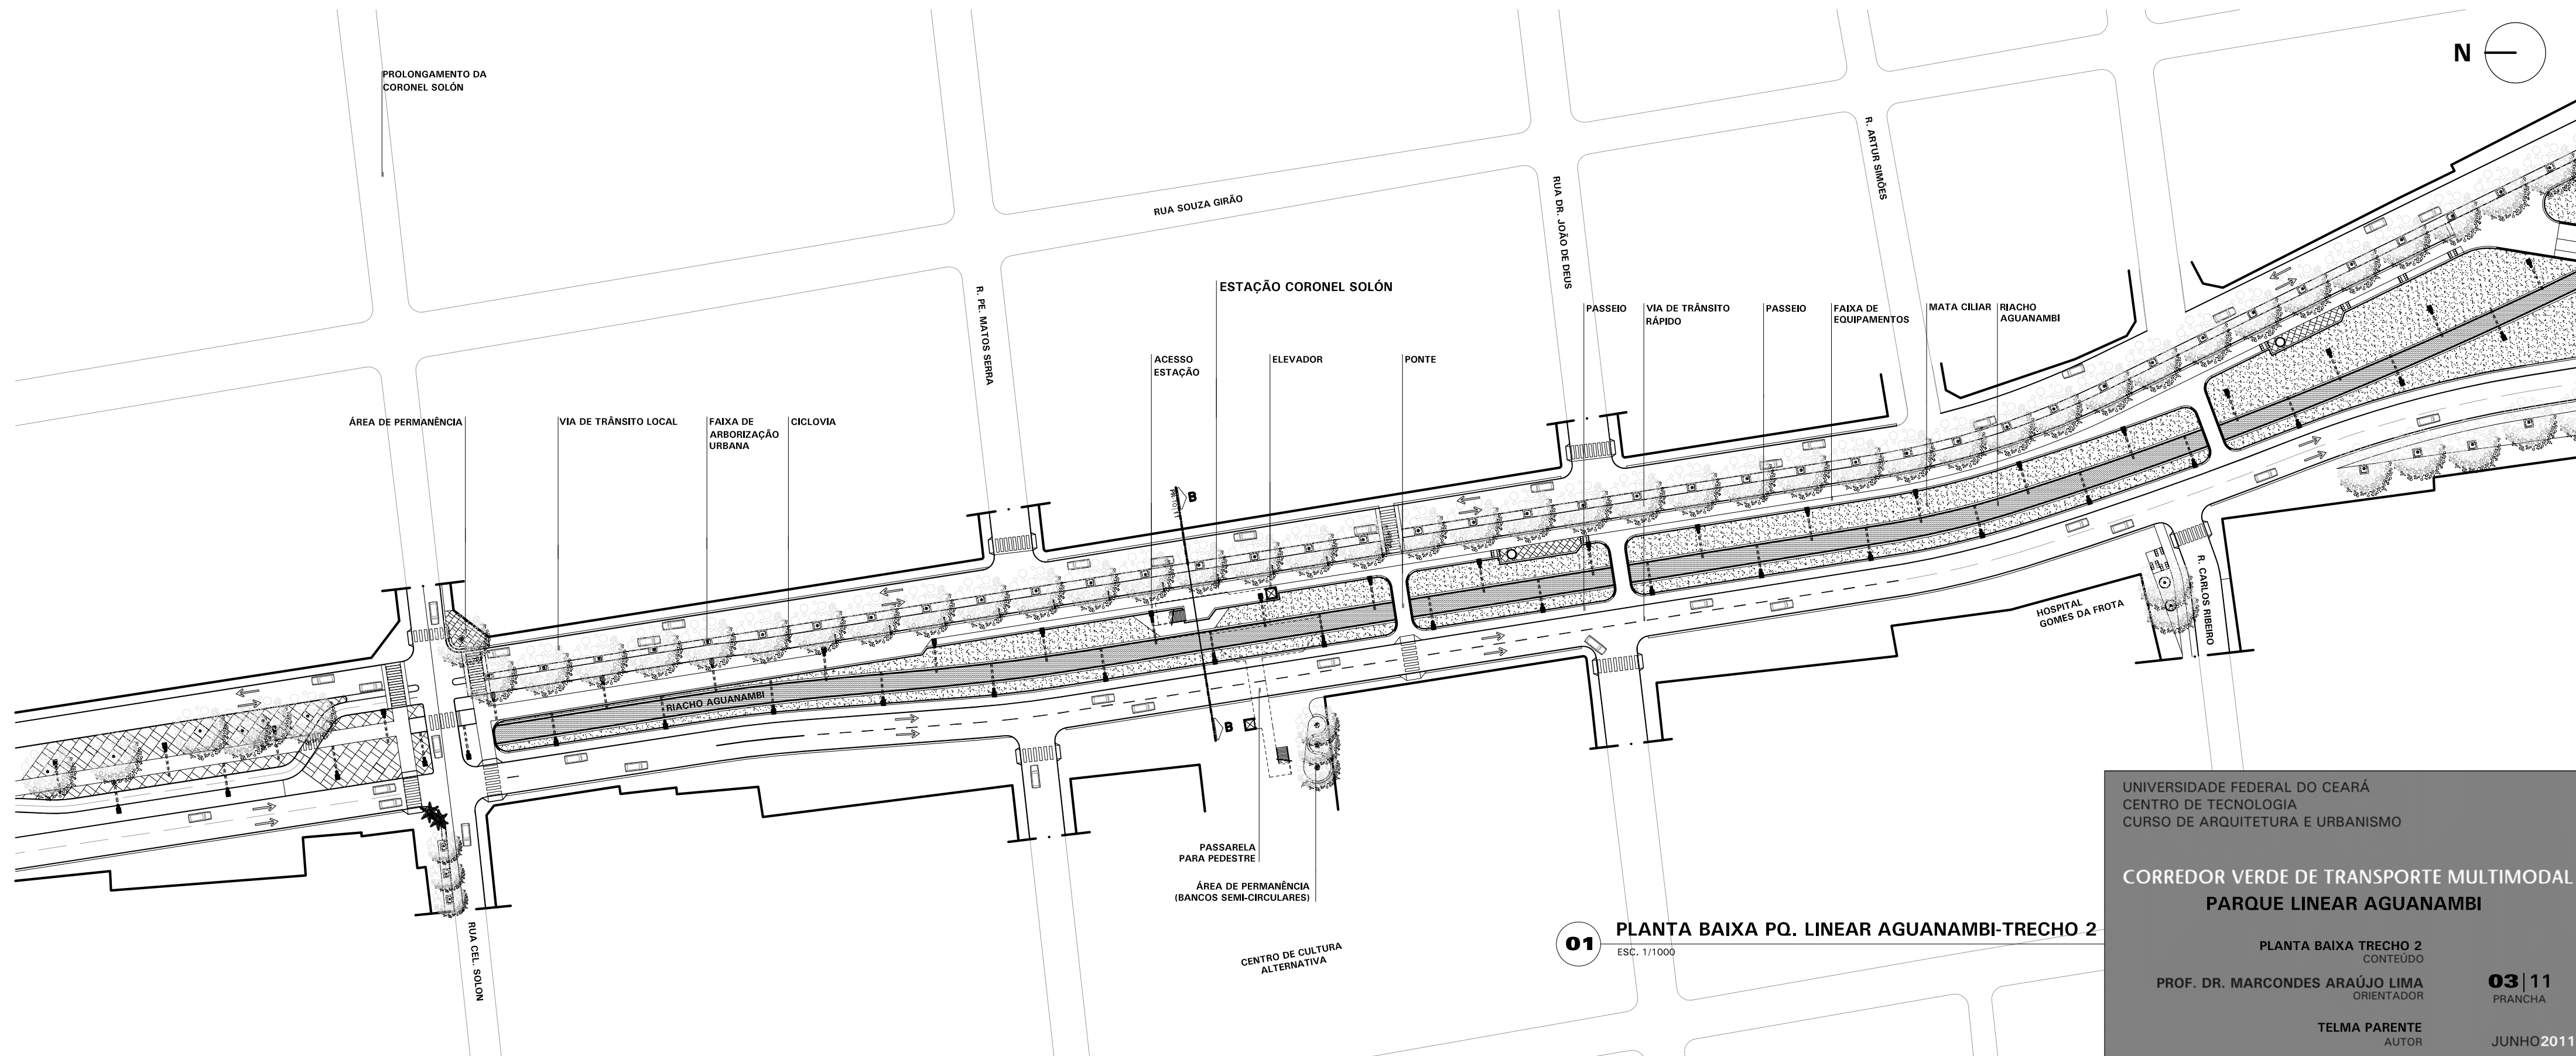 N
PROLONGAMENTO DA
CORONEL SOLÓN
R. ARTUR SIMÕES
RUA SOUZA GIRÃO
RUA DR. JOÃO DE DEUS
R. PE. MATOS SERRA
ESTAÇÃO CORONEL SOLÓN
PASSEIO
VIA DE TRÂNSITO
RÁPIDO
PASSEIO
FAIXA DE
EQUIPAMENTOS
MATA CILIAR
RIACHO
AGUANAMBI
ACESSO
ESTAÇÃO
ELEVADOR
PONTE
ÁREA DE PERMANÊNCIA
VIA DE TRÂNSITO LOCAL
FAIXA DE
ARBORIZAÇÃO
URBANA
CICLOVIA
B
RIACHO AGUANAMBI
B
HOSPITAL
GOMES DA FROTA
R. CARLOS RIBEIRO
PASSARELA
PARA PEDESTRE
ÁREA DE PERMANÊNCIA
(BANCOS SEMI-CIRCULARES)
RUA CEL. SOLON
CENTRO DE CULTURA
ALTERNATIVA
01
PLANTA BAIXA PQ. LINEAR AGUANAMBI-TRECHO 2
ESC. 1/1000
UNIVERSIDADE FEDERAL DO CEARÁ
CENTRO DE TECNOLOGIA
CURSO DE ARQUITETURA E URBANISMO
CORREDOR VERDE DE TRANSPORTE MULTIMODAL
PARQUE LINEAR AGUANAMBI
PLANTA BAIXA TRECHO 2
CONTEÚDO
PROF. DR. MARCONDES ARAÚJO LIMA
ORIENTADOR
03|11
PRANCHA
TELMA PARENTE
AUTOR
JUNHO2011